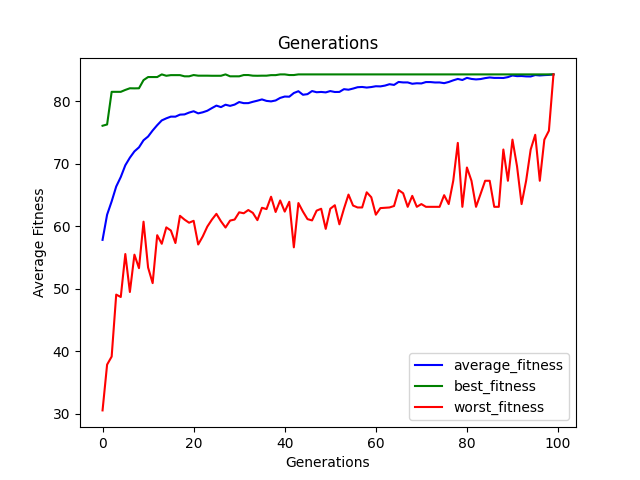 Generations
Average Fitness
80
70
60
50
40
30
0 20 40 60 80 100
Generations
average_fitness
best_fitness
worst_fitness